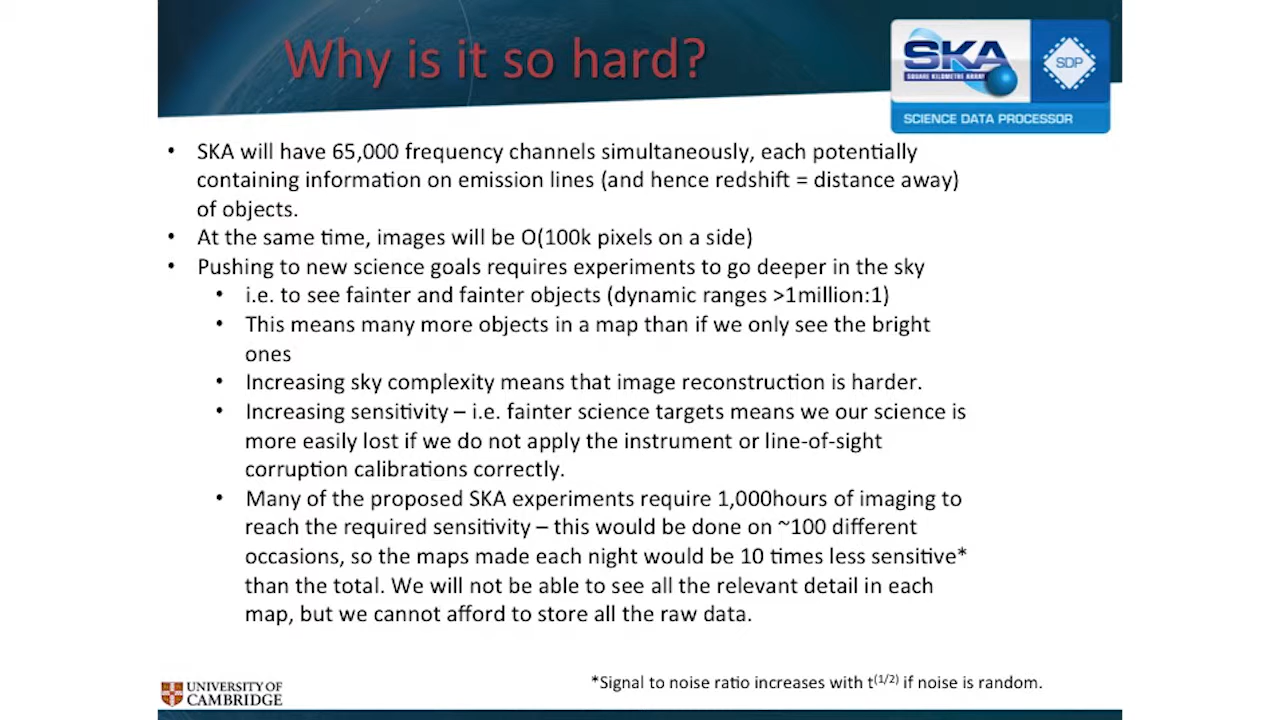 Why is it so hard?
SKA
SQUARE KILOMETRE ARRAY
SDP
SCIENCE DATA PROCESSOR
• SKA will have 65,000 frequency channels simultaneously, each potentially
containing information on emission lines (and hence redshift = distance away)
of objects.
• At the same time, images will be O(100k pixels on a side)
• Pushing to new science goals requires experiments to go deeper in the sky
• i.e. to see fainter and fainter objects (dynamic ranges >1million:1)
• This means many more objects in a map than if we only see the bright
ones
• Increasing sky complexity means that image reconstruction is harder.
• Increasing sensitivity – i.e. fainter science targets means we our science is
more easily lost if we do not apply the instrument or line-of-sight
corruption calibrations correctly.
• Many of the proposed SKA experiments require 1,000hours of imaging to
reach the required sensitivity – this would be done on ~100 different
occasions, so the maps made each night would be 10 times less sensitive*
than the total. We will not be able to see all the relevant detail in each
map, but we cannot afford to store all the raw data.
UNIVERSITY OF
CAMBRIDGE
*Signal to noise ratio increases with t(1/2) if noise is random.